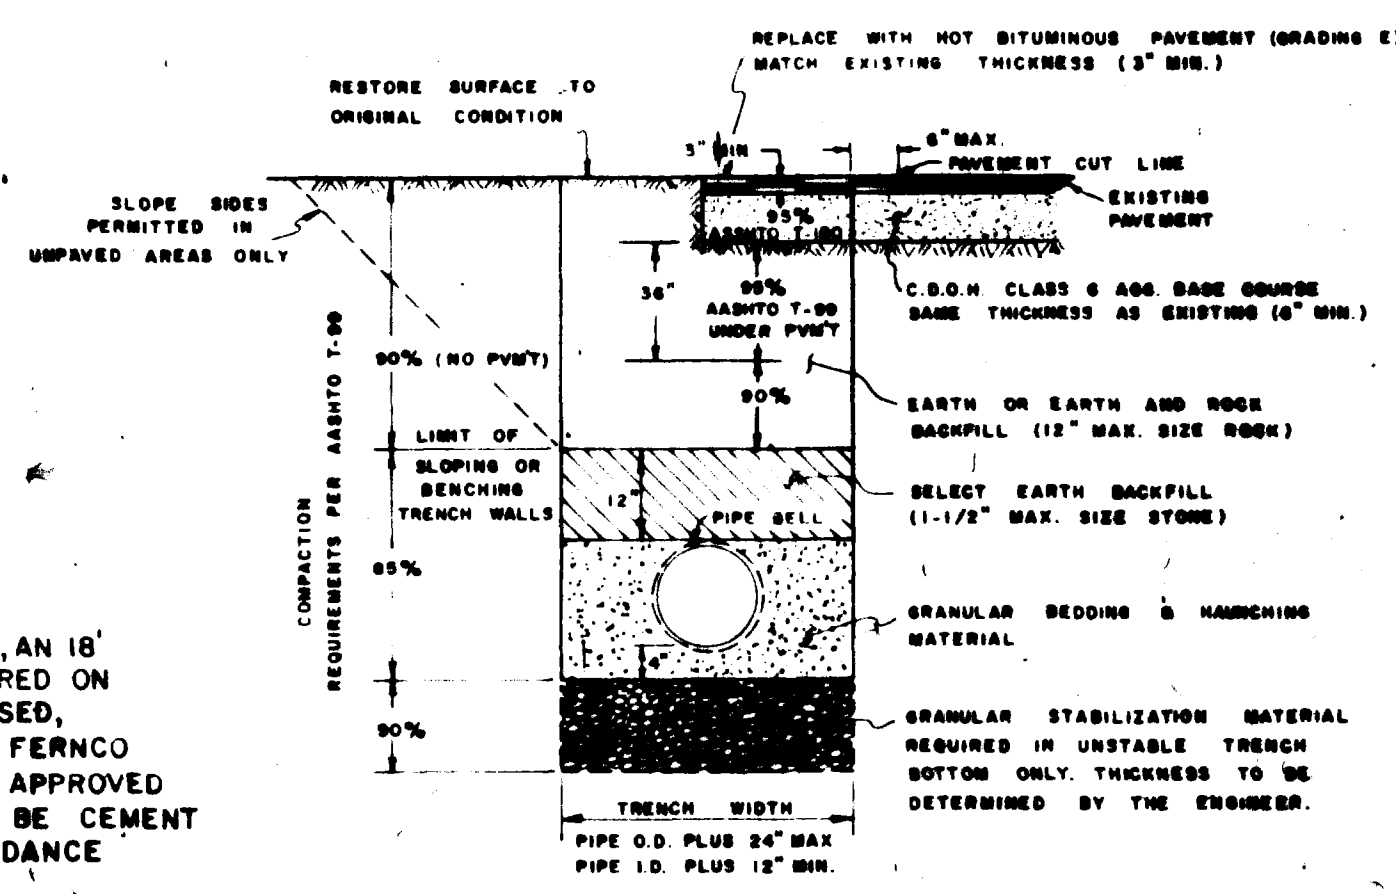 REPLACE WITH HOT BITUMINOUS PAVEMENT (GRADING E)
MATCH EXISTING THICKNESS (3" MIN.)
RESTORE SURFACE TO
ORIGINAL CONDITION
3" MIN
6" MAX.
PAVEMENT CUT LINE
EXISTING
PAVEMENT
SLOPE SIDES
PERMITTED IN
UNPAVED AREAS ONLY
95%
AASHTO T-180
36"
95%
AASHTO T-99
UNDER PVM'T
C.D.O.H. CLASS 6 AGG. BASE COURSE
SAME THICKNESS AS EXISTING (6" MIN.)
90% (NO PVM'T)
90%
EARTH OR EARTH AND ROCK
BACKFILL (12" MAX. SIZE ROCK)
LIMIT OF
SLOPING OR
BENCHING
TRENCH WALLS
12"
SELECT EARTH BACKFILL
(1-1/2" MAX. SIZE STONE)
PIPE BELL
COMPACTION
REQUIREMENTS PER AASHTO T-99
85%
GRANULAR BEDDING & HAUNCHING
MATERIAL
4"
90%
GRANULAR STABILIZATION MATERIAL
REQUIRED IN UNSTABLE TRENCH
BOTTOM ONLY. THICKNESS TO BE
DETERMINED BY THE ENGINEER.
TRENCH WIDTH
PIPE O.D. PLUS 24" MAX
PIPE I.D. PLUS 12" MIN.
, AN 18'
RED ON
SED,
FERNCO
APPROVED
BE CEMENT
DANCE